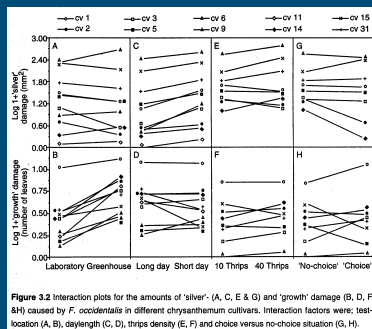 cv 1 cv 3 cv 6 cv 11 cv 15
cv 2 cv 5 cv 9 cv 14 cv 31
Log 1+'silver'
damage (mm²)
3.00
2.40
1.80
1.20
0.60
0.00
A C E G
Log 1+'growth' damage
(number of leaves)
1.00
0.75
0.50
0.25
0.00
B D F H
Laboratory Greenhouse Long day Short day 10 Thrips 40 Thrips 'No-choice' 'Choice'
Figure 3.2 Interaction plots for the amounts of 'silver'- (A, C, E & G) and 'growth' damage (B, D, F
&H) caused by F. occidentalis in different chrysanthemum cultivars. Interaction factors were; test-
location (A, B), daylength (C, D), thrips density (E, F) and choice versus no-choice situation (G, H).